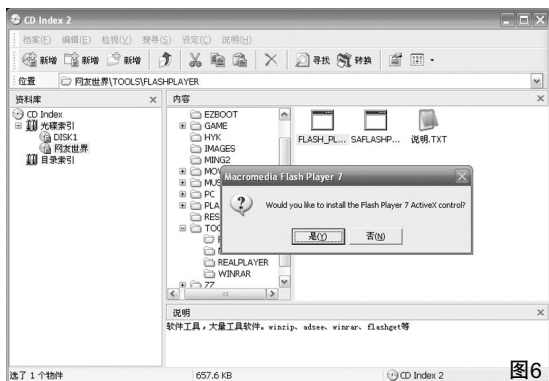 CD Index 2
档案(F) 编辑(E) 检视(V) 搜寻(S) 设定(C) 说明(H)
新增 新增 新增 寻找 转换
位置 网友世界\TOOLS\FLASHPLAYER
资料库 内容
CD Index
光碟索引
DISK1
网友世界
目录索引
EZBOOT
GAME
HYK
IMAGES
MING2
MOV
MUS
PC
PLA
RES
TOO
REALPLAYER
WINRAR
ZZ
FLASH_PL... SAFLASHP... 说明.TXT
Macromedia Flash Player 7
Would you like to install the Flash Player 7 ActiveX control?
是(Y) 否(N)
说明
软件工具，大量工具软件。winzip、adsee、winrar、flashget等
选了 1 个物件 657.6 KB CD Index 2
图6